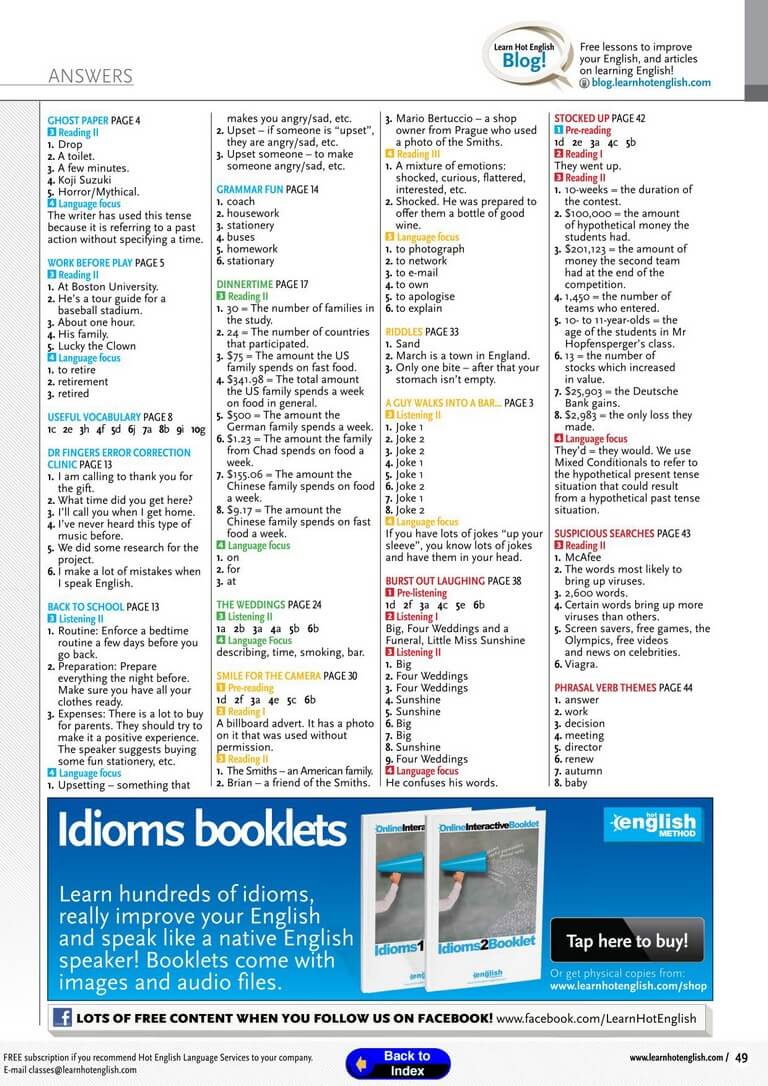 ANSWERS
Learn Hot English
Blog!
Free lessons to improve
your English, and articles
on learning English!
blog.learnhotenglish.com
GHOST PAPER PAGE 4
3 Reading II
1. Drop
2. A toilet.
3. A few minutes.
4. Koji Suzuki
5. Horror/Mythical.
4 Language focus
The writer has used this tense
because it is referring to a past
action without specifying a time.
WORK BEFORE PLAY PAGE 5
3 Reading II
1. At Boston University.
2. He's a tour guide for a
baseball stadium.
3. About one hour.
4. His family.
5. Lucky the Clown
4 Language focus
1. to retire
2. retirement
3. retired
USEFUL VOCABULARY PAGE 8
1c 2e 3h 4f 5d 6j 7a 8b 9i 10g
DR FINGERS ERROR CORRECTION
CLINIC PAGE 13
1. I am calling to thank you for
the gift.
2. What time did you get here?
3. I'll call you when I get home.
4. I've never heard this type of
music before.
5. We did some research for the
project.
6. I make a lot of mistakes when
I speak English.
BACK TO SCHOOL PAGE 13
3 Listening II
1. Routine: Enforce a bedtime
routine a few days before you
go back.
2. Preparation: Prepare
everything the night before.
Make sure you have all your
clothes ready.
3. Expenses: There is a lot to buy
for parents. They should try to
make it a positive experience.
The speaker suggests buying
some fun stationery, etc.
4 Language focus
1. Upsetting – something that
makes you angry/sad, etc.
2. Upset – if someone is "upset",
they are angry/sad, etc.
3. Upset someone – to make
someone angry/sad, etc.
GRAMMAR FUN PAGE 14
1. coach
2. housework
3. stationery
4. buses
5. homework
6. stationary
DINNERTIME PAGE 17
3 Reading II
1. 30 = The number of families in
the study.
2. 24 = The number of countries
that participated.
3. $75 = The amount the US
family spends on fast food.
4. $341.98 = The total amount
the US family spends a week
on food in general.
5. $500 = The amount the
German family spends a week.
6. $1.23 = The amount the family
from Chad spends on food a
week.
7. $155.06 = The amount the
Chinese family spends on food
a week.
8. $9.17 = The amount the
Chinese family spends on fast
food a week.
4 Language focus
1. on
2. for
3. at
THE WEDDINGS PAGE 24
3 Listening II
1a 2b 3a 4a 5b 6b
4 Language Focus
describing, time, smoking, bar.
SMILE FOR THE CAMERA PAGE 30
1 Pre-reading
1d 2f 3a 4e 5c 6b
2 Reading I
A billboard advert. It has a photo
on it that was used without
permission.
3 Reading II
1. The Smiths – an American family.
2. Brian – a friend of the Smiths.
3. Mario Bertuccio – a shop
owner from Prague who used
a photo of the Smiths.
4 Reading III
1. A mixture of emotions:
shocked, curious, flattered,
interested, etc.
2. Shocked. He was prepared to
offer them a bottle of good
wine.
5 Language focus
1. to photograph
2. to network
3. to e-mail
4. to own
5. to apologise
6. to explain
RIDDLES PAGE 33
1. Sand
2. March is a town in England.
3. Only one bite – after that your
stomach isn't empty.
A GUY WALKS INTO A BAR... PAGE 3
3 Listening II
1. Joke 1
2. Joke 2
3. Joke 2
4. Joke 1
5. Joke 1
6. Joke 2
7. Joke 1
8. Joke 2
4 Language focus
If you have lots of jokes "up your
sleeve", you know lots of jokes
and have them in your head.
BURST OUT LAUGHING PAGE 38
1 Pre-listening
1d 2f 3a 4c 5e 6b
2 Listening I
Big, Four Weddings and a
Funeral, Little Miss Sunshine
3 Listening II
1. Big
2. Four Weddings
3. Four Weddings
4. Sunshine
5. Sunshine
6. Big
7. Big
8. Sunshine
9. Four Weddings
4 Language focus
He confuses his words.
STOCKED UP PAGE 42
1 Pre-reading
1d 2e 3a 4c 5b
2 Reading I
They went up.
3 Reading II
1. 10-weeks = the duration of
the contest.
2. $100,000 = the amount
of hypothetical money the
students had.
3. $201,123 = the amount of
money the second team
had at the end of the
competition.
4. 1,450 = the number of
teams who entered.
5. 10- to 11-year-olds = the
age of the students in Mr
Hopfensperger's class.
6. 13 = the number of
stocks which increased
in value.
7. $25,903 = the Deutsche
Bank gains.
8. $2,983 = the only loss they
made.
4 Language focus
They'd = they would. We use
Mixed Conditionals to refer to
the hypothetical present tense
situation that could result
from a hypothetical past tense
situation.
SUSPICIOUS SEARCHES PAGE 43
3 Reading II
1. McAfee
2. The words most likely to
bring up viruses.
3. 2,600 words.
4. Certain words bring up more
viruses than others.
5. Screen savers, free games, the
Olympics, free videos
and news on celebrities.
6. Viagra.
PHRASAL VERB THEMES PAGE 44
1. answer
2. work
3. decision
4. meeting
5. director
6. renew
7. autumn
8. baby
Idioms booklets
Learn hundreds of idioms,
really improve your English
and speak like a native English
speaker! Booklets come with
images and audio files.
OnlineIntera
Idioms1
OnlineInteractiveBooklet
Idioms2Booklet
english
hot
english
METHOD
Tap here to buy!
Or get physical copies from:
www.learnhotenglish.com/shop
f LOTS OF FREE CONTENT WHEN YOU FOLLOW US ON FACEBOOK! www.facebook.com/LearnHotEnglish
FREE subscription if you recommend Hot English Language Services to your company.
E-mail classes@learnhotenglish.com
Back to
Index
www.learnhotenglish.com / 49